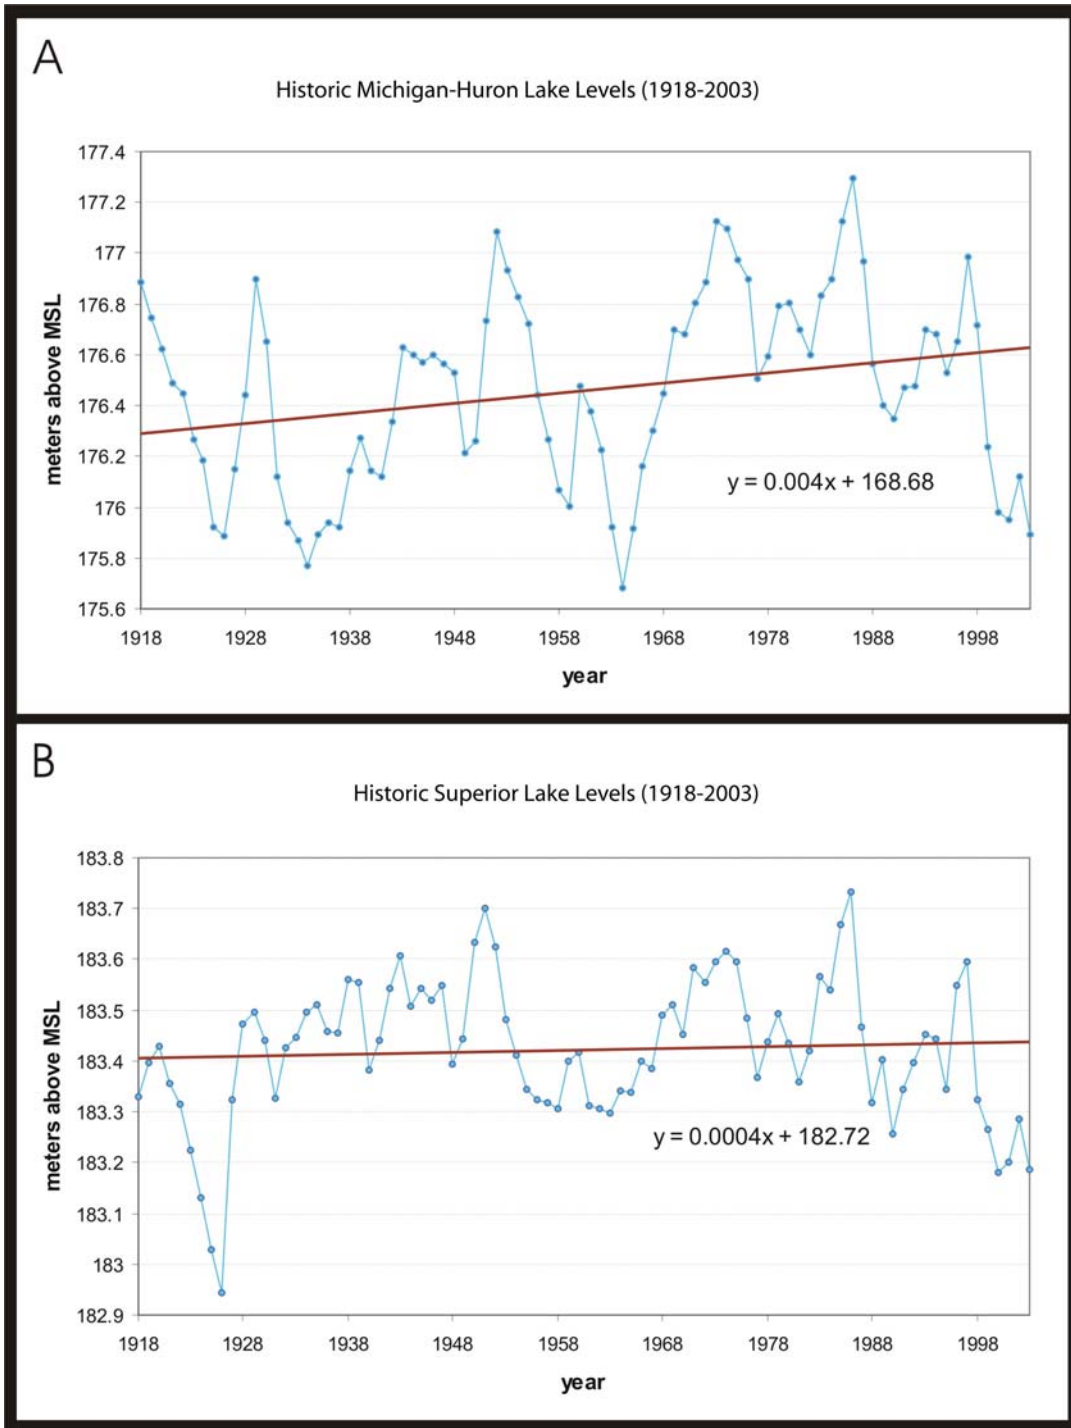 A
Historic Michigan-Huron Lake Levels (1918-2003)
177.4
177.2
177
176.8
176.6
176.4
176.2
176
175.8
175.6
meters above MSL
y = 0.004x + 168.68
1918 1928 1938 1948 1958 1968 1978 1988 1998
year
B
Historic Superior Lake Levels (1918-2003)
183.8
183.7
183.6
183.5
183.4
183.3
183.2
183.1
183
182.9
meters above MSL
y = 0.0004x + 182.72
1918 1928 1938 1948 1958 1968 1978 1988 1998
year